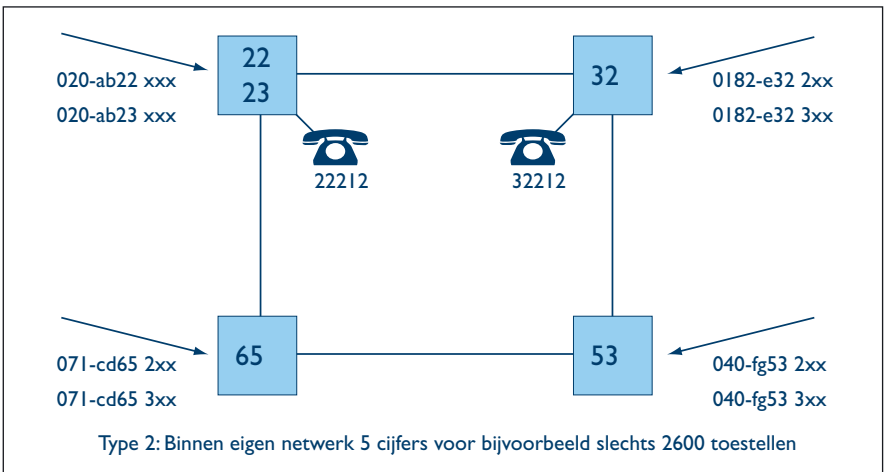 22
23
32
020-ab22 xxx
020-ab23 xxx
0182-e32 2xx
0182-e32 3xx
22212
32212
65
53
071-cd65 2xx
071-cd65 3xx
040-fg53 2xx
040-fg53 3xx
Type 2: Binnen eigen netwerk 5 cijfers voor bijvoorbeeld slechts 2600 toestellen